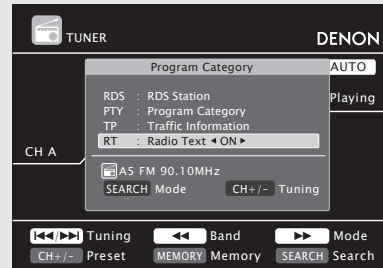 TUNER
DENON
Program Category
AUTO
RDS : RDS Station
Playing
PTY : Program Category
TP : Traffic Information
RT : Radio Text ◄ ON ►
CH A
A5 FM 90.10MHz
SEARCH Mode CH+/– Tuning
⏮/⏭ Tuning ◄◄ Band ►► Mode
CH+/– Preset MEMORY Memory SEARCH Search